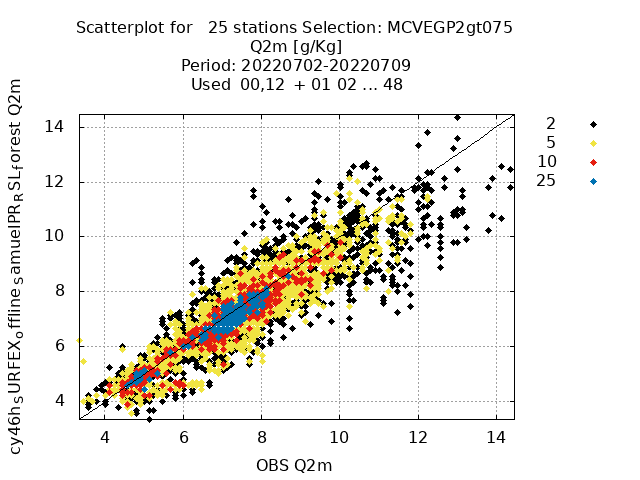 Scatterplot for   25 stations Selection: MCVEGP2gt075
Q2m [g/Kg]
Period: 20220702-20220709
Used  00,12  + 01 02 ... 48
cy46h_SURFEX_Offline_SamuelPR_RSL_Forest Q2m
14
12
10
8
6
4
4 6 8 10 12 14
OBS Q2m
2
5
10
25